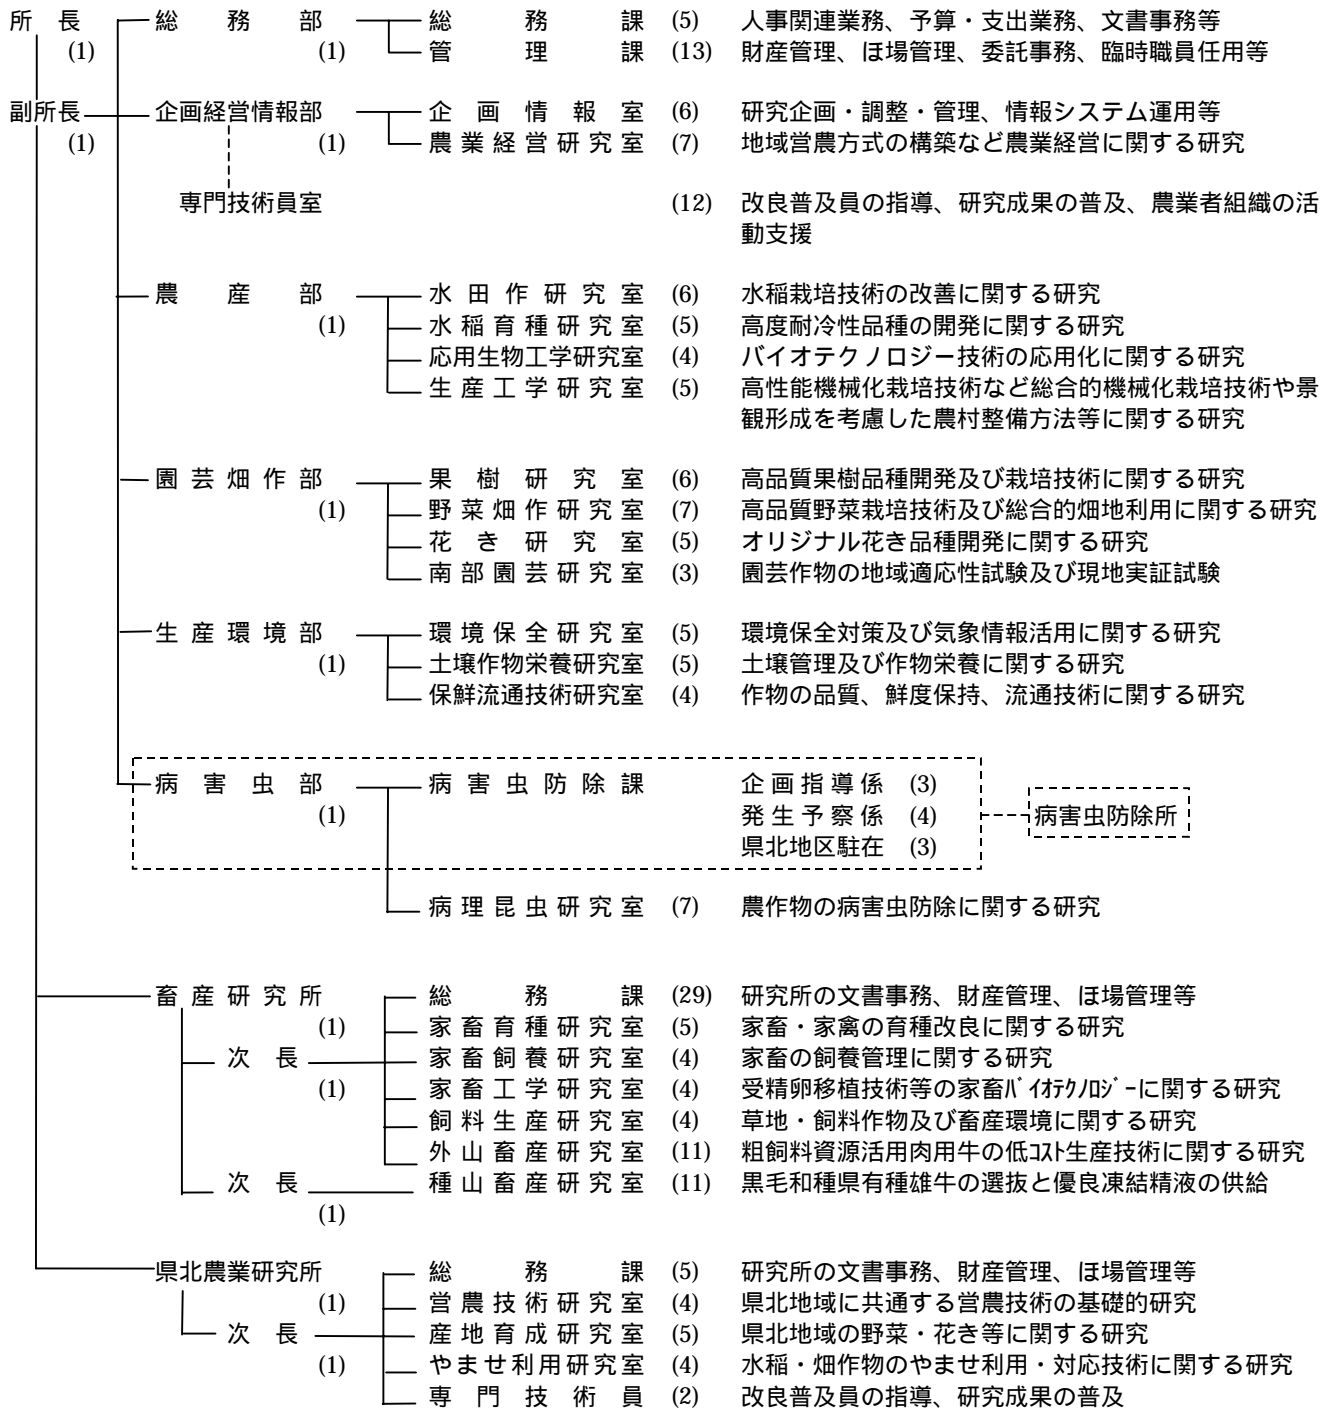 所長 総務部 総務課 (5) 人事関連業務、予算・支出業務、文書事務等
(1) (1) 管理課 (13) 財産管理、ほ場管理、委託事務、臨時職員任用等
副所長 企画経営情報部 企画情報室 (6) 研究企画・調整・管理、情報システム運用等
(1) (1) 農業経営研究室 (7) 地域営農方式の構築など農業経営に関する研究
専門技術員室 (12) 改良普及員の指導、研究成果の普及、農業者組織の活
動支援
農産部 水田作研究室 (6) 水稲栽培技術の改善に関する研究
(1) 水稲育種研究室 (5) 高度耐冷性品種の開発に関する研究
応用生物工学研究室 (4) バイオテクノロジー技術の応用化に関する研究
生産工学研究室 (5) 高性能機械化栽培技術など総合的機械化栽培技術や景
観形成を考慮した農村整備方法等に関する研究
園芸畑作部 果樹研究室 (6) 高品質果樹品種開発及び栽培技術に関する研究
(1) 野菜畑作研究室 (7) 高品質野菜栽培技術及び総合的畑地利用に関する研究
花き研究室 (5) オリジナル花き品種開発に関する研究
南部園芸研究室 (3) 園芸作物の地域適応性試験及び現地実証試験
生産環境部 環境保全研究室 (5) 環境保全対策及び気象情報活用に関する研究
(1) 土壌作物栄養研究室 (5) 土壌管理及び作物栄養に関する研究
保鮮流通技術研究室 (4) 作物の品質、鮮度保持、流通技術に関する研究
病害虫部 病害虫防除課 企画指導係 (3)
(1) 発生予察係 (4) 病害虫防除所
県北地区駐在 (3)
病理昆虫研究室 (7) 農作物の病害虫防除に関する研究
畜産研究所 総務課 (29) 研究所の文書事務、財産管理、ほ場管理等
(1) 家畜育種研究室 (5) 家畜・家禽の育種改良に関する研究
次長 家畜飼養研究室 (4) 家畜の飼養管理に関する研究
(1) 家畜工学研究室 (4) 受精卵移植技術等の家畜ﾊﾞｲｵﾃｸﾉﾛｼﾞｰに関する研究
飼料生産研究室 (4) 草地・飼料作物及び畜産環境に関する研究
外山畜産研究室 (11) 粗飼料資源活用肉用牛の低ｺｽﾄ生産技術に関する研究
次長 種山畜産研究室 (11) 黒毛和種県有種雄牛の選抜と優良凍結精液の供給
(1)
県北農業研究所 総務課 (5) 研究所の文書事務、財産管理、ほ場管理等
(1) 営農技術研究室 (4) 県北地域に共通する営農技術の基礎的研究
次長 産地育成研究室 (5) 県北地域の野菜・花き等に関する研究
(1) やませ利用研究室 (4) 水稲・畑作物のやませ利用・対応技術に関する研究
専門技術員 (2) 改良普及員の指導、研究成果の普及